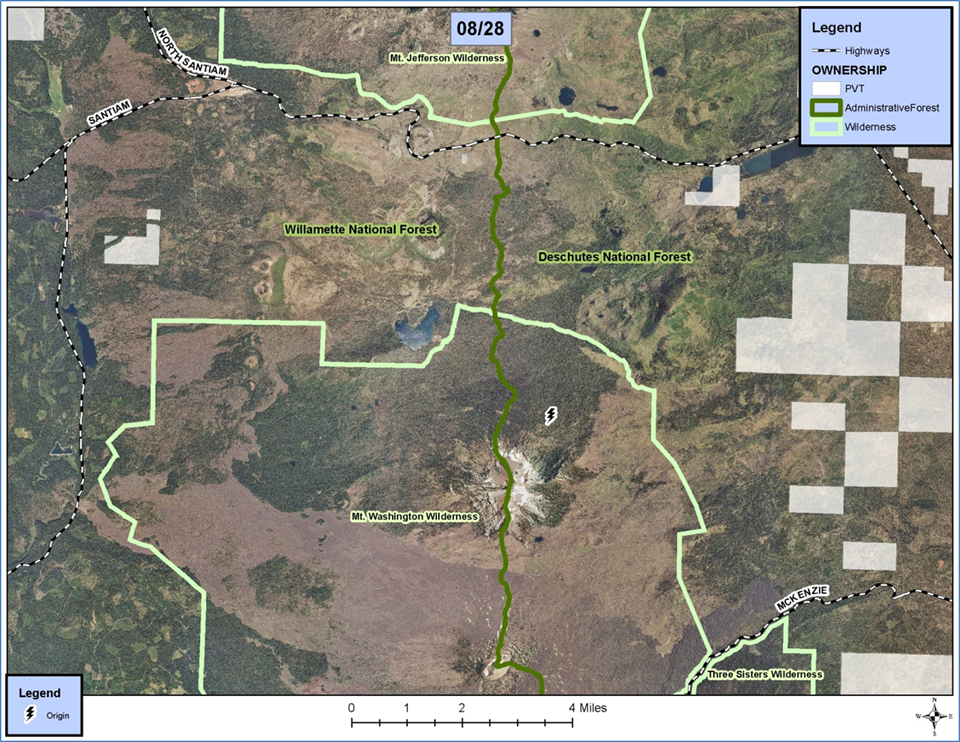 08/28
Legend
Highways
OWNERSHIP
PVT
AdministrativeForest
Wilderness
NORTH SANTIAM
Mt. Jefferson Wilderness
SANTIAM
Willamette National Forest
Deschutes National Forest
Mt. Washington Wilderness
MCKENZIE
Three Sisters Wilderness
Legend
Origin
0 1 2 4 Miles
N
W E
S